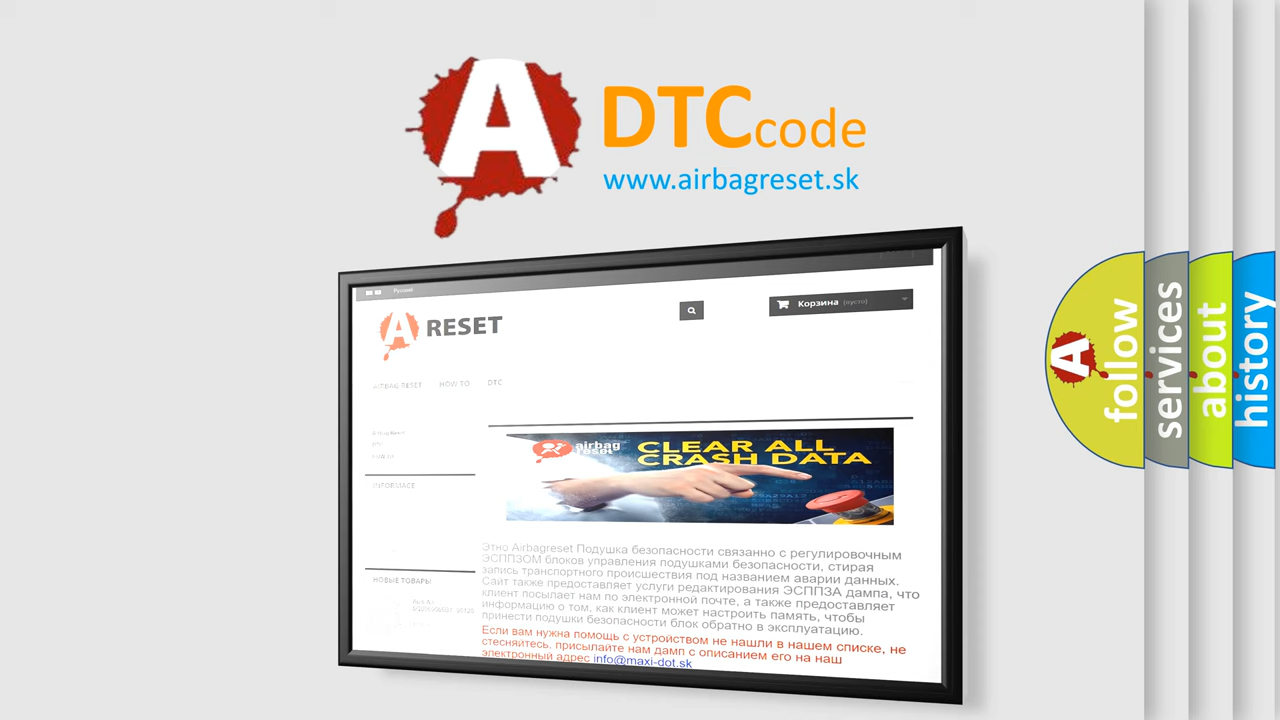 A DTC code
www.airbagreset.sk
Русский
A RESET
Корзина (пусто)
AIRBAG RESET HOW TO DTC
INFORMACE
airbag reset
CLEAR ALL
CRASH DATA
Этно Airbagreset Подушка безопасности связанно с регулировочным
ЭСППЗОМ блоков управления подушками безопасности, стирая
запись транспортного происшествия под названием аварии данных.
Сайт также предоставляет услуги редактирования ЭСППЗА дампа, что
клиент посылает нам по электронной почте, а также предоставляет
информацию о том, как клиент может настроить память, чтобы
принести подушки безопасности блок обратно в эксплуатацию.
Если вам нужна помощь с устройством не нашли в нашем списке, не
стесняйтесь, присылайте нам дамп с описанием его на наш
электронный адрес info@maxi-dot.sk
НОВЫЕ ТОВАРЫ
A follow
services
about
history